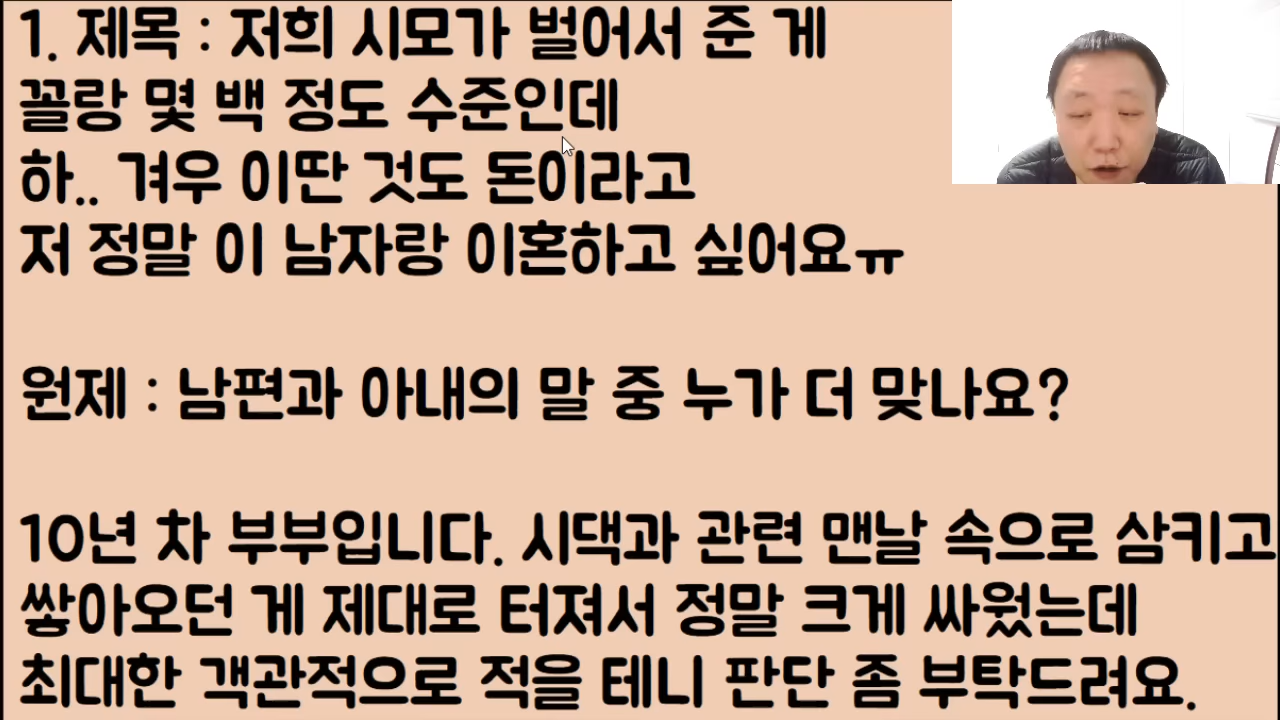 1. 제목 : 저희 시모가 벌어서 준 게
꼴랑 몇 백 정도 수준인데
하.. 겨우 이딴 것도 돈이라고
저 정말 이 남자랑 이혼하고 싶어요ㅠ
원제 : 남편과 아내의 말 중 누가 더 맞나요?
10년 차 부부입니다. 시댁과 관련 맨날 속으로 삼키고
쌓아오던 게 제대로 터져서 정말 크게 싸웠는데
최대한 객관적으로 적을 테니 판단 좀 부탁드려요.